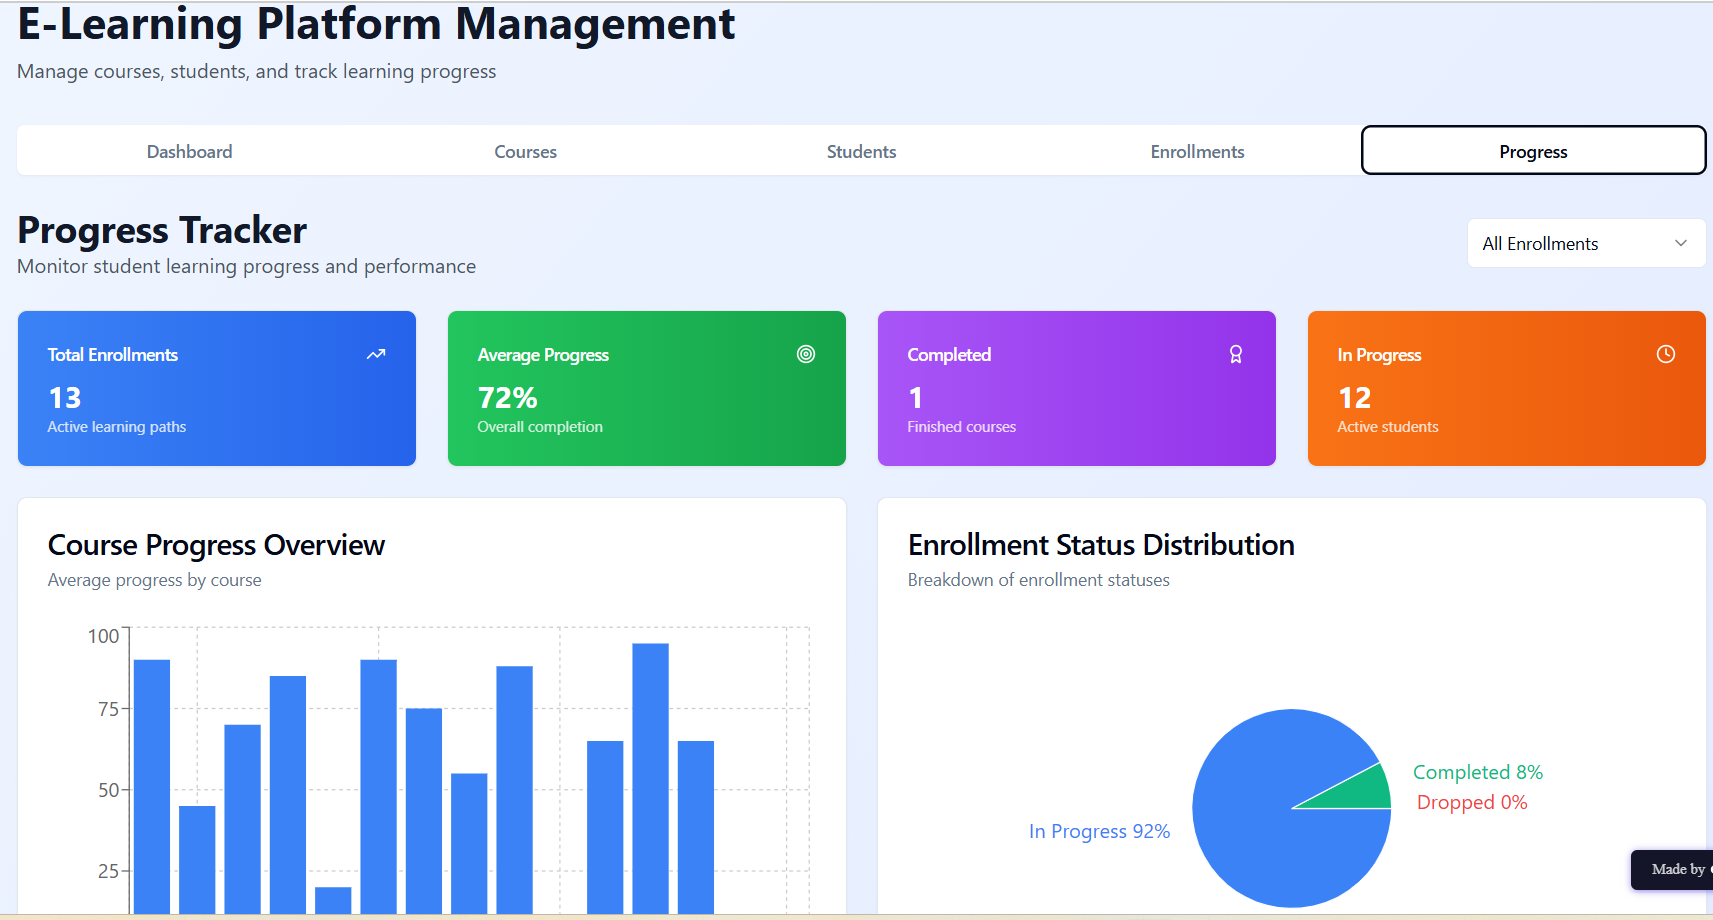 E-Learning Platform Management
Manage courses, students, and track learning progress
Dashboard Courses Students Enrollments Progress
Progress Tracker
Monitor student learning progress and performance
All Enrollments
Total Enrollments
13
Active learning paths
Average Progress
72%
Overall completion
Completed
1
Finished courses
In Progress
12
Active students
Course Progress Overview
Average progress by course
100
75
50
25
Enrollment Status Distribution
Breakdown of enrollment statuses
Completed 8%
Dropped 0%
In Progress 92%
Made by